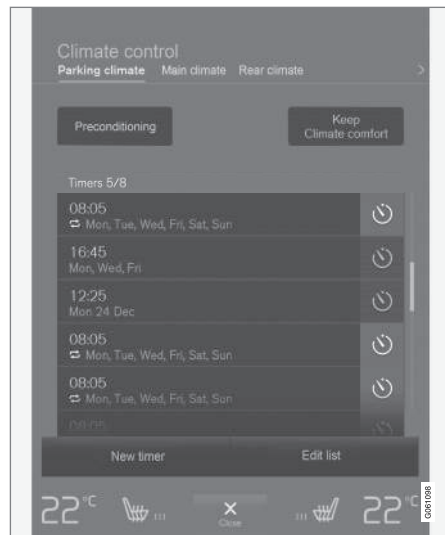 Climate control
Parking climate Main climate Rear climate
Preconditioning
Keep
Climate comfort
Timers 5/8
08:05
Mon, Tue, Wed, Fri, Sat, Sun
16:45
Mon, Wed, Fri
12:25
Mon 24 Dec
08:05
Mon, Tue, Wed, Fri, Sat, Sun
08:05
Mon, Tue, Wed, Fri, Sat, Sun
08:05
New timer Edit list
22°C 22°C
Close
G061098